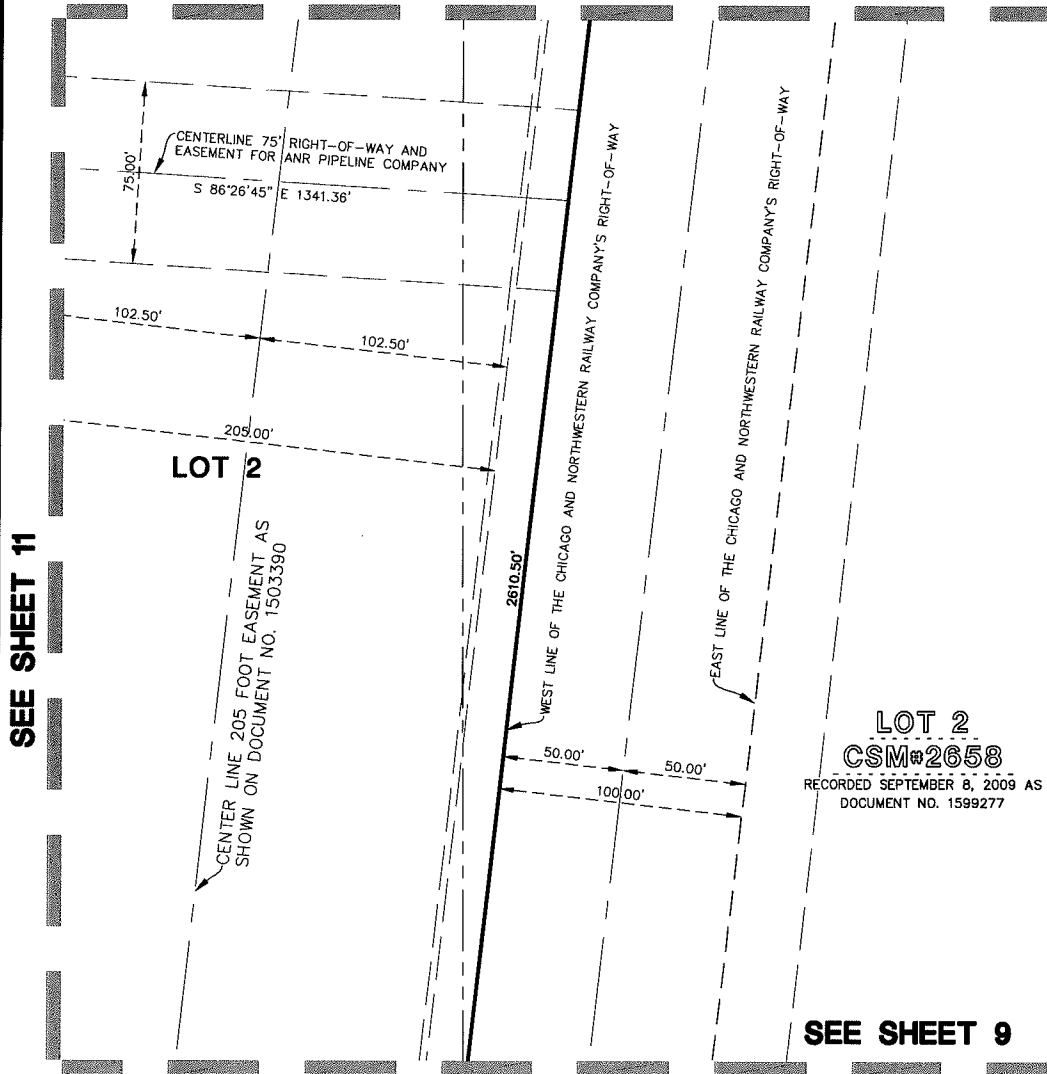 CENTERLINE 75' RIGHT-OF-WAY AND
EASEMENT FOR ANR PIPELINE COMPANY
S 86°26'45" E 1341.36'
75.00'
102.50'
102.50'
205.00'
LOT 2
SEE SHEET 11
CENTER LINE 205 FOOT EASEMENT AS
SHOWN ON DOCUMENT NO. 1503390
2610.50'
WEST LINE OF THE CHICAGO AND NORTHWESTERN RAILWAY COMPANY'S RIGHT-OF-WAY
EAST LINE OF THE CHICAGO AND NORTHWESTERN RAILWAY COMPANY'S RIGHT-OF-WAY
50.00'
50.00'
100.00'
LOT 2
CSM#2658
RECORDED SEPTEMBER 8, 2009 AS
DOCUMENT NO. 1599277
SEE SHEET 9